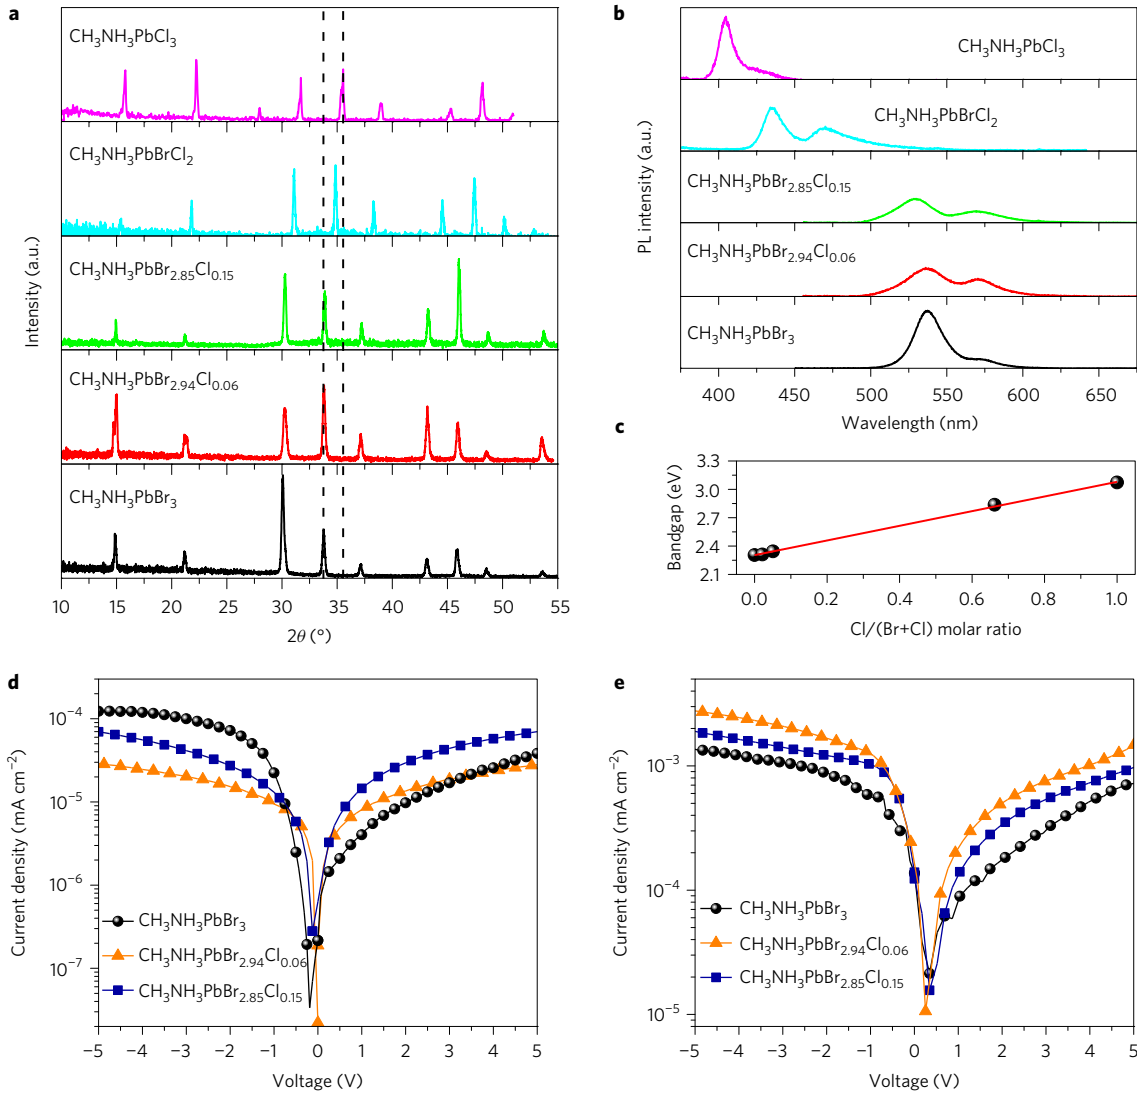 a
CH₃NH₃PbCl₃
CH₃NH₃PbBrCl₂
CH₃NH₃PbBr₂.₈₅Cl₀.₁₅
CH₃NH₃PbBr₂.₉₄Cl₀.₀₆
CH₃NH₃PbBr₃
Intensity (a.u.)
10 15 20 25 30 35 40 45 50 55
2θ (°)
b
CH₃NH₃PbCl₃
CH₃NH₃PbBrCl₂
CH₃NH₃PbBr₂.₈₅Cl₀.₁₅
CH₃NH₃PbBr₂.₉₄Cl₀.₀₆
CH₃NH₃PbBr₃
PL intensity (a.u.)
400 450 500 550 600 650
Wavelength (nm)
c
Bandgap (eV)
3.3
3.0
2.7
2.4
2.1
0.0 0.2 0.4 0.6 0.8 1.0
Cl/(Br+Cl) molar ratio
d
Current density (mA cm⁻²)
10⁻⁴
10⁻⁵
10⁻⁶
10⁻⁷
CH₃NH₃PbBr₃
CH₃NH₃PbBr₂.₉₄Cl₀.₀₆
CH₃NH₃PbBr₂.₈₅Cl₀.₁₅
−5 −4 −3 −2 −1 0 1 2 3 4 5
Voltage (V)
e
Current density (mA cm⁻²)
10⁻³
10⁻⁴
10⁻⁵
CH₃NH₃PbBr₃
CH₃NH₃PbBr₂.₉₄Cl₀.₀₆
CH₃NH₃PbBr₂.₈₅Cl₀.₁₅
−5 −4 −3 −2 −1 0 1 2 3 4 5
Voltage (V)